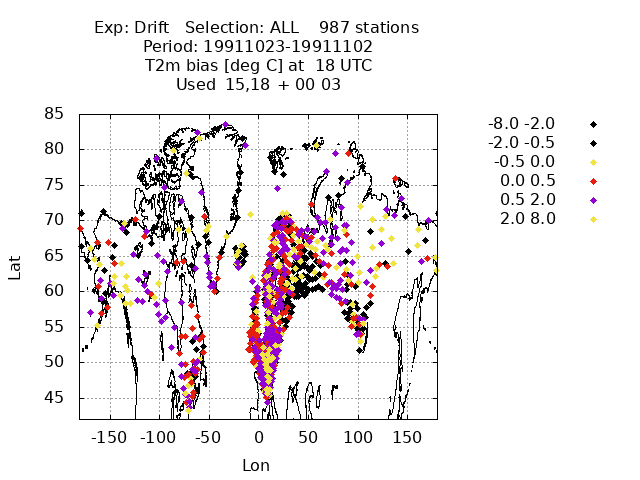 Exp: Drift Selection: ALL 987 stations
Period: 19911023-19911102
T2m bias [deg C] at 18 UTC
Used 15,18 + 00 03
85
80
75
70
65
60
55
50
45
Lat
-150 -100 -50 0 50 100 150
Lon
-8.0 -2.0
-2.0 -0.5
-0.5 0.0
0.0 0.5
0.5 2.0
2.0 8.0